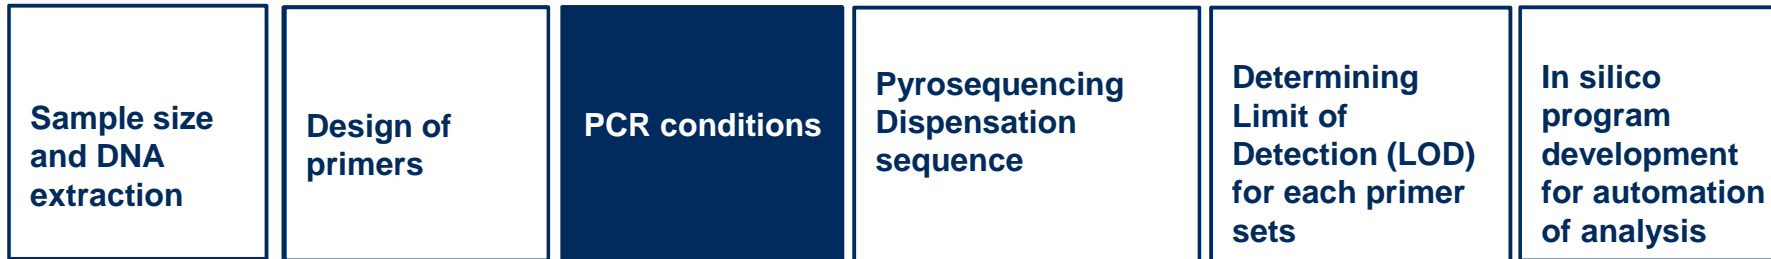 Sample size
and DNA
extraction
Design of
primers
PCR conditions
Pyrosequencing
Dispensation
sequence
Determining
Limit of
Detection (LOD)
for each primer
sets
In silico
program
development
for automation
of analysis